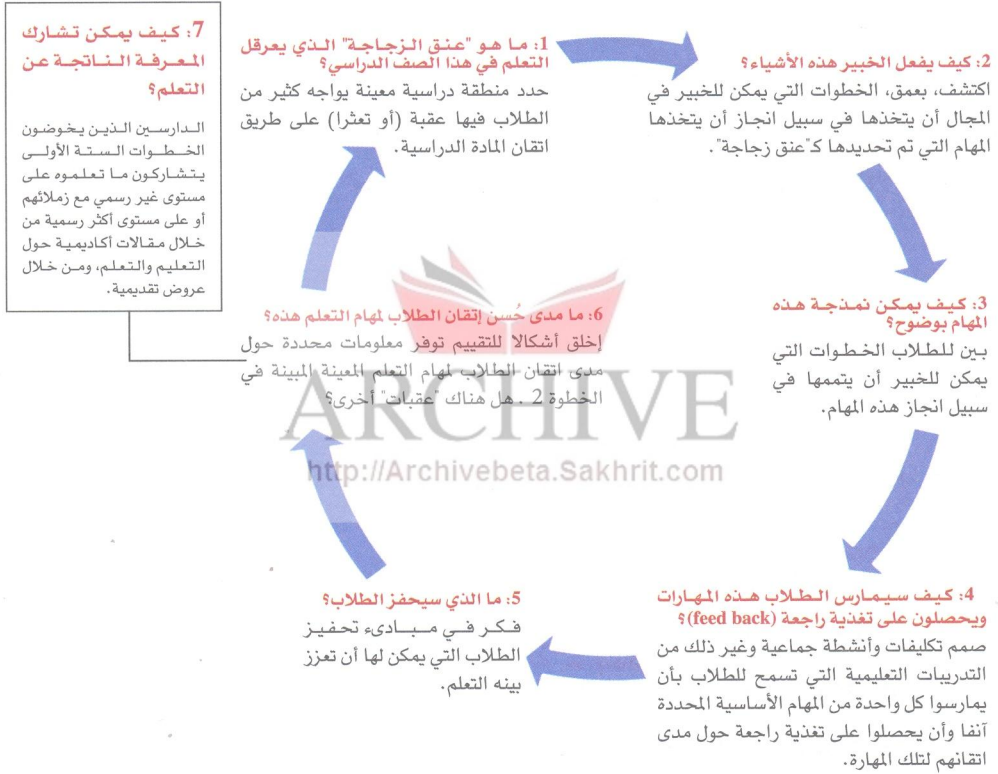 1: ما هو "عنق الزجاجة" الذي يعرقل
التعلم في هذا الصف الدراسي؟
حدد منطقة دراسية معينة يواجه كثير من
الطلاب فيها عقبة (أو تعثرا) على طريق
اتقان المادة الدراسية.
2: كيف يفعل الخبير هذه الأشياء؟
اكتشف، بعمق، الخطوات التي يمكن للخبير في
المجال أن يتخذها في سبيل انجاز أن يتخذها
المهام التي تم تحديدها كـ"عنق زجاجة".
3: كيف يمكن نمذجة هذه
المهام بوضوح؟
بين للطلاب الخطوات التي
يمكن للخبير أن يتممها في
سبيل انجاز هذه المهام.
4: كيف سيمارس الطلاب هذه المهارات
ويحصلون على تغذية راجعة (feed back)؟
صمم تكليفات وأنشطة جماعية وغير ذلك من
التدريبات التعليمية التي تسمح للطلاب بأن
يمارسوا كل واحدة من المهام الأساسية المحددة
آنفا وأن يحصلوا على تغذية راجعة حول مدى
اتقانهم لتلك المهارة.
5: ما الذي سيحفز الطلاب؟
فكر في مبادىء تحفيز
الطلاب التي يمكن لها أن تعزز
بينه التعلم.
6: ما مدى حُسن إتقان الطلاب لمهام التعلم هذه؟
إخلق أشكالا للتقييم توفر معلومات محددة حول
مدى اتقان الطلاب لمهام التعلم المعينة المبينة في
الخطوة 2 . هل هناك "عقبات" أخرى؟
7: كيف يمكن تشارك
المعرفة الناتجة عن
التعلم؟
الدارسين الذين يخوضون
الخطوات الستة الأولى
يتشاركون ما تعلموه على
مستوى غير رسمي مع زملائهم
أو على مستوى أكثر رسمية من
خلال مقالات أكاديمية حول
التعليم والتعلم، ومن خلال
عروض تقديمية.
ARCHIVE
http://Archivebeta.Sakhrit.com